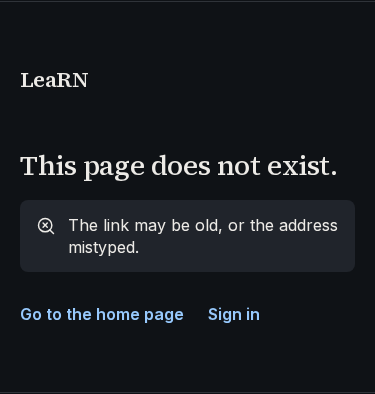 LeaRN
This page does not exist.
The link may be old, or the address
mistyped.
Go to the home page
Sign in